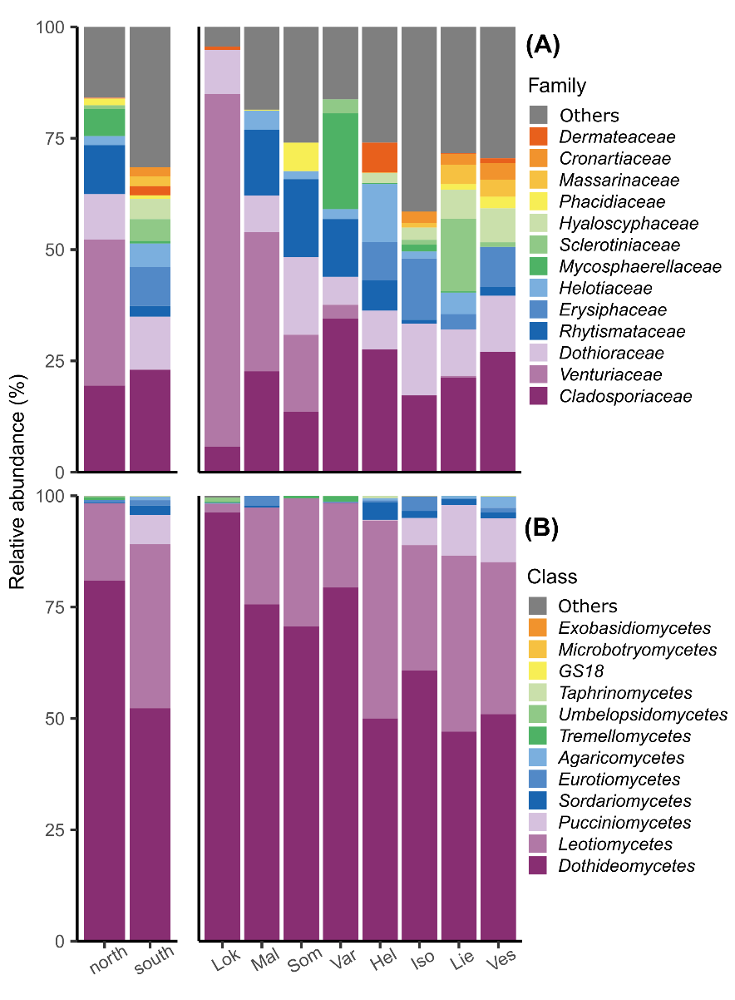 (A)
Family
Others
Dermateaceae
Cronartiaceae
Massarinaceae
Phacidiaceae
Hyaloscyphaceae
Sclerotiniaceae
Mycosphaerellaceae
Helotiaceae
Erysiphaceae
Rhytismataceae
Dothioraceae
Venturiaceae
Cladosporiaceae
100
75
50
25
0
Relative abundance (%)
(B)
Class
Others
Exobasidiomycetes
Microbotryomycetes
GS18
Taphrinomycetes
Umbelopsidomycetes
Tremellomycetes
Agaricomycetes
Eurotiomycetes
Sordariomycetes
Pucciniomycetes
Leotiomycetes
Dothideomycetes
100
75
50
25
0
north south Lok Mal Som Var Hel Iso Lie Ves